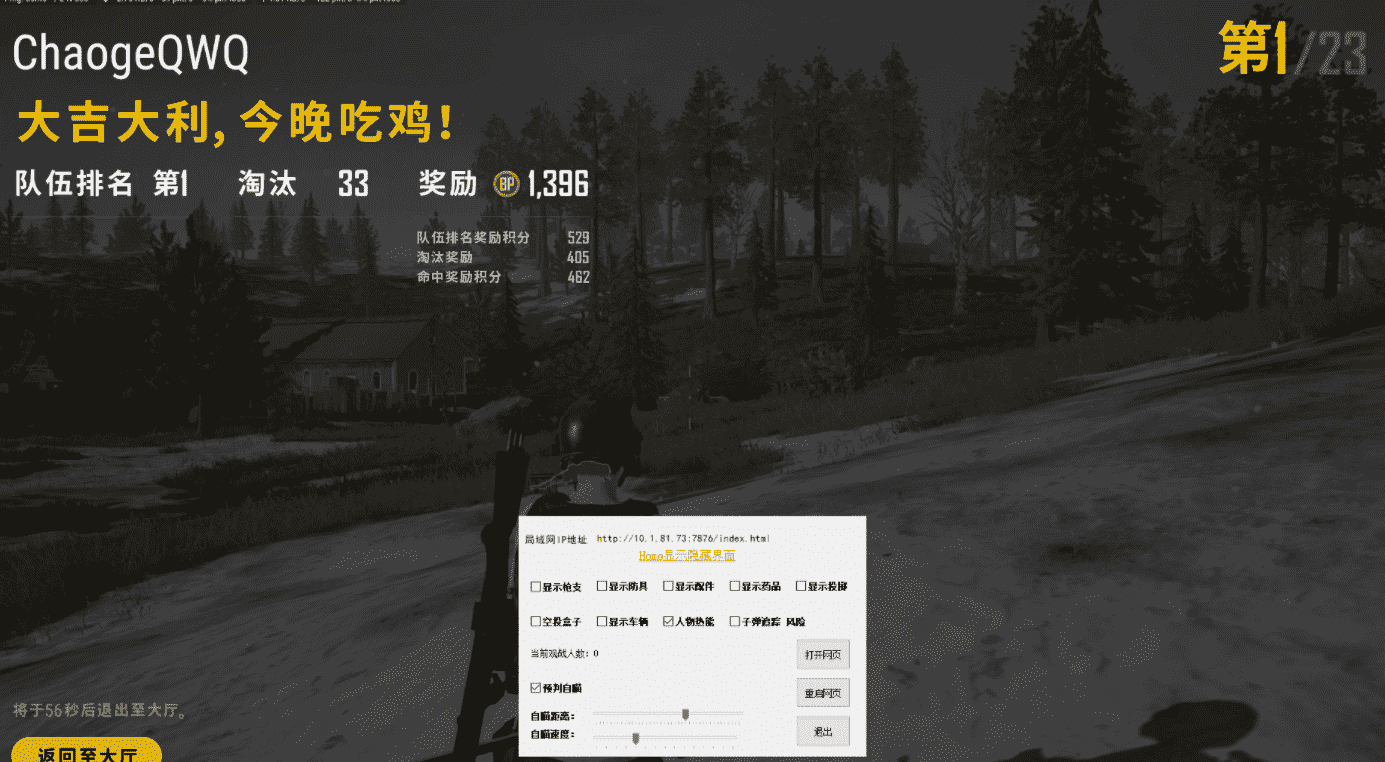 ChaogeQWQ
第1/23
大吉大利, 今晚吃鸡!
队伍排名 第1 淘汰 33 奖励 BP 1,396
队伍排名奖励积分 529
淘汰奖励 405
命中奖励积分 462
局域网IP地址 http://10.1.81.73:7876/index.html
Home显示隐藏界面
显示枪支 显示防具 显示配件 显示药品 显示投掷
空投盒子 显示车辆 人物热能 子弹追踪 风险
当前观战人数: 0
打开网页
预判自瞄
重启网页
自瞄距离:
自瞄速度:
退出
将于56秒后退出至大厅。
返回至大厅